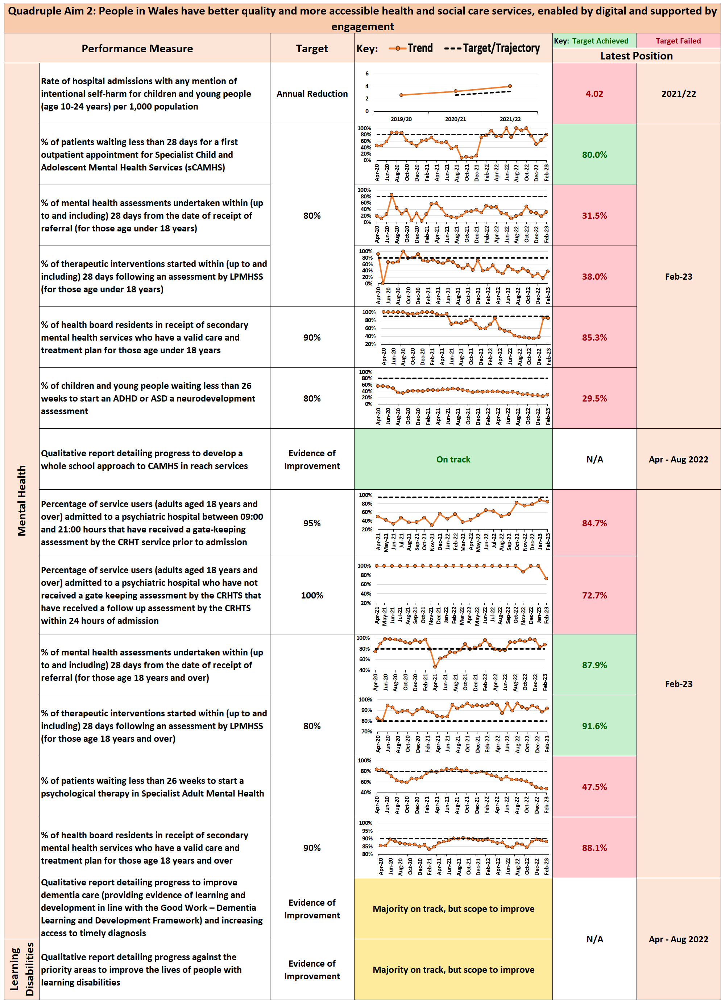 Quadruple Aim 2: People in Wales have better quality and more accessible health and social care services, enabled by digital and supported by
engagement
Performance Measure
Target
Key: Trend Target/Trajectory
Key: Target Achieved
Target Failed
Latest Position
Mental Health
Rate of hospital admissions with any mention of
intentional self-harm for children and young people
(age 10-24 years) per 1,000 population
Annual Reduction
6
4
2
0
2019/20 2020/21 2021/22
4.02
2021/22
% of patients waiting less than 28 days for a first
outpatient appointment for Specialist Child and
Adolescent Mental Health Services (sCAMHS)
80%
100%
80%
60%
40%
20%
0%
Apr-20 Jun-20 Aug-20 Oct-20 Dec-20 Feb-21 Apr-21 Jun-21 Aug-21 Oct-21 Dec-21 Feb-22 Apr-22 Jun-22 Aug-22 Oct-22 Dec-22 Feb-23
80.0%
Feb-23
% of mental health assessments undertaken within (up
to and including) 28 days from the date of receipt of
referral (for those age under 18 years)
100%
80%
60%
40%
20%
0%
Apr-20 Jun-20 Aug-20 Oct-20 Dec-20 Feb-21 Apr-21 Jun-21 Aug-21 Oct-21 Dec-21 Feb-22 Apr-22 Jun-22 Aug-22 Oct-22 Dec-22 Feb-23
31.5%
% of therapeutic interventions started within (up to and
including) 28 days following an assessment by LPMHSS
(for those age under 18 years)
100%
80%
60%
40%
20%
0%
Apr-20 Jun-20 Aug-20 Oct-20 Dec-20 Feb-21 Apr-21 Jun-21 Aug-21 Oct-21 Dec-21 Feb-22 Apr-22 Jun-22 Aug-22 Oct-22 Dec-22 Feb-23
38.0%
% of health board residents in receipt of secondary
mental health services who have a valid care and
treatment plan for those age under 18 years
90%
100%
80%
60%
40%
20%
Apr-20 Jun-20 Aug-20 Oct-20 Dec-20 Feb-21 Apr-21 Jun-21 Aug-21 Oct-21 Dec-21 Feb-22 Apr-22 Jun-22 Aug-22 Oct-22 Dec-22 Feb-23
85.3%
% of children and young people waiting less than 26
weeks to start an ADHD or ASD a neurodevelopment
assessment
80%
100%
80%
60%
40%
20%
0%
Apr-20 Jun-20 Aug-20 Oct-20 Dec-20 Feb-21 Apr-21 Jun-21 Aug-21 Oct-21 Dec-21 Feb-22 Apr-22 Jun-22 Aug-22 Oct-22 Dec-22 Feb-23
29.5%
Qualitative report detailing progress to develop a
whole school approach to CAMHS in reach services
Evidence of
Improvement
On track
N/A
Apr - Aug 2022
Percentage of service users (adults aged 18 years and
over) admitted to a psychiatric hospital between 09:00
and 21:00 hours that have received a gate-keeping
assessment by the CRHT service prior to admission
95%
100%
80%
60%
40%
20%
Apr-21 May-21 Jun-21 Jul-21 Aug-21 Sep-21 Oct-21 Nov-21 Dec-21 Jan-22 Feb-22 Mar-22 Apr-22 May-22 Jun-22 Jul-22 Aug-22 Sep-22 Oct-22 Nov-22 Dec-22 Jan-23 Feb-23
84.7%
Feb-23
Percentage of service users (adults aged 18 years and
over) admitted to a psychiatric hospital who have not
received a gate keeping assessment by the CRHTS that
have received a follow up assessment by the CRHTS
within 24 hours of admission
100%
100%
80%
60%
40%
20%
Apr-21 May-21 Jun-21 Jul-21 Aug-21 Sep-21 Oct-21 Nov-21 Dec-21 Jan-22 Feb-22 Mar-22 Apr-22 May-22 Jun-22 Jul-22 Aug-22 Sep-22 Oct-22 Nov-22 Dec-22 Jan-23 Feb-23
72.7%
% of mental health assessments undertaken within (up
to and including) 28 days from the date of receipt of
referral (for those age 18 years and over)
80%
100%
80%
60%
40%
Apr-20 Jun-20 Aug-20 Oct-20 Dec-20 Feb-21 Apr-21 Jun-21 Aug-21 Oct-21 Dec-21 Feb-22 Apr-22 Jun-22 Aug-22 Oct-22 Dec-22 Feb-23
87.9%
% of therapeutic interventions started within (up to and
including) 28 days following an assessment by LPMHSS
(for those age 18 years and over)
100%
90%
80%
70%
Apr-20 Jun-20 Aug-20 Oct-20 Dec-20 Feb-21 Apr-21 Jun-21 Aug-21 Oct-21 Dec-21 Feb-22 Apr-22 Jun-22 Aug-22 Oct-22 Dec-22 Feb-23
91.6%
% of patients waiting less than 26 weeks to start a
psychological therapy in Specialist Adult Mental Health
100%
80%
60%
40%
Apr-20 Jun-20 Aug-20 Oct-20 Dec-20 Feb-21 Apr-21 Jun-21 Aug-21 Oct-21 Dec-21 Feb-22 Apr-22 Jun-22 Aug-22 Oct-22 Dec-22 Feb-23
47.5%
% of health board residents in receipt of secondary
mental health services who have a valid care and
treatment plan for those age 18 years and over
90%
100%
95%
90%
85%
80%
Apr-20 Jun-20 Aug-20 Oct-20 Dec-20 Feb-21 Apr-21 Jun-21 Aug-21 Oct-21 Dec-21 Feb-22 Apr-22 Jun-22 Aug-22 Oct-22 Dec-22 Feb-23
88.1%
Qualitative report detailing progress to improve
dementia care (providing evidence of learning and
development in line with the Good Work – Dementia
Learning and Development Framework) and increasing
access to timely diagnosis
Evidence of
Improvement
Majority on track, but scope to improve
N/A
Apr - Aug 2022
Learning
Disabilities
Qualitative report detailing progress against the
priority areas to improve the lives of people with
learning disabilities
Evidence of
Improvement
Majority on track, but scope to improve